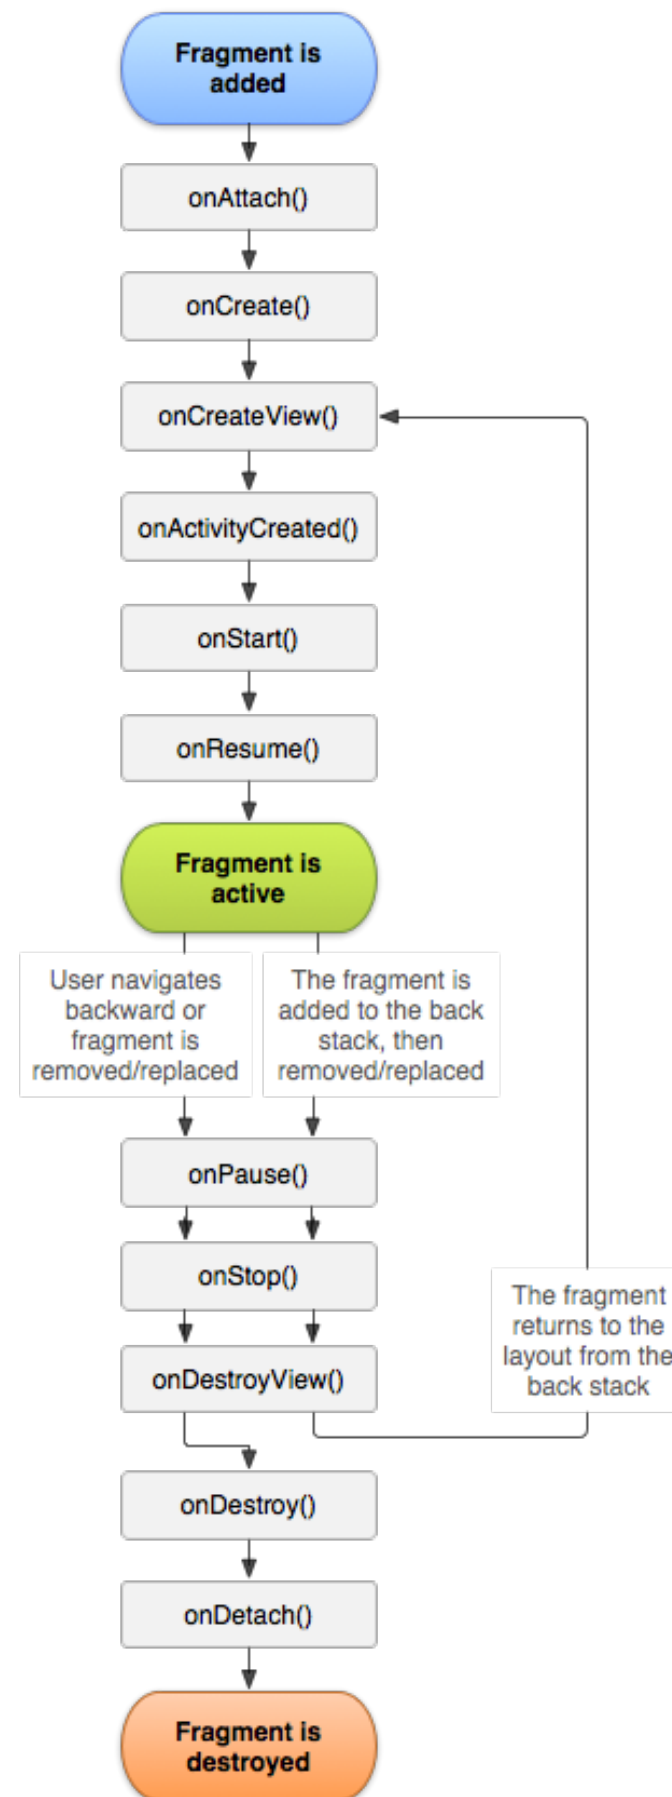 Fragment is
added
onAttach()
onCreate()
onCreateView()
onActivityCreated()
onStart()
onResume()
Fragment is
active
User navigates
backward or
fragment is
removed/replaced
The fragment is
added to the back
stack, then
removed/replaced
onPause()
onStop()
onDestroyView()
The fragment
returns to the
layout from the
back stack
onDestroy()
onDetach()
Fragment is
destroyed